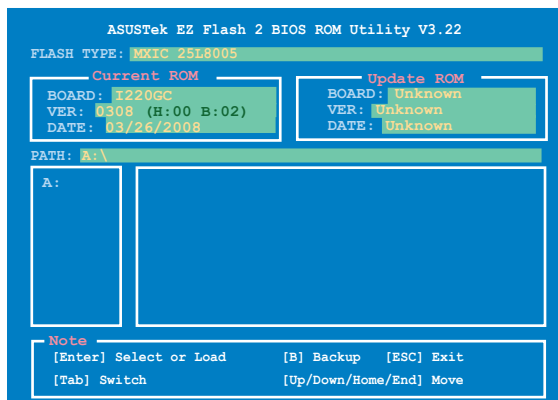 ASUSTek EZ Flash 2 BIOS ROM Utility V3.22
FLASH TYPE: MXIC 25L8005
Current ROM
BOARD: I220GC
VER: 0308 (H:00 B:02)
DATE: 03/26/2008
Update ROM
BOARD: Unknown
VER: Unknown
DATE: Unknown
PATH: A:\
A:
Note
[Enter] Select or Load [B] Backup [ESC] Exit
[Tab] Switch [Up/Down/Home/End] Move